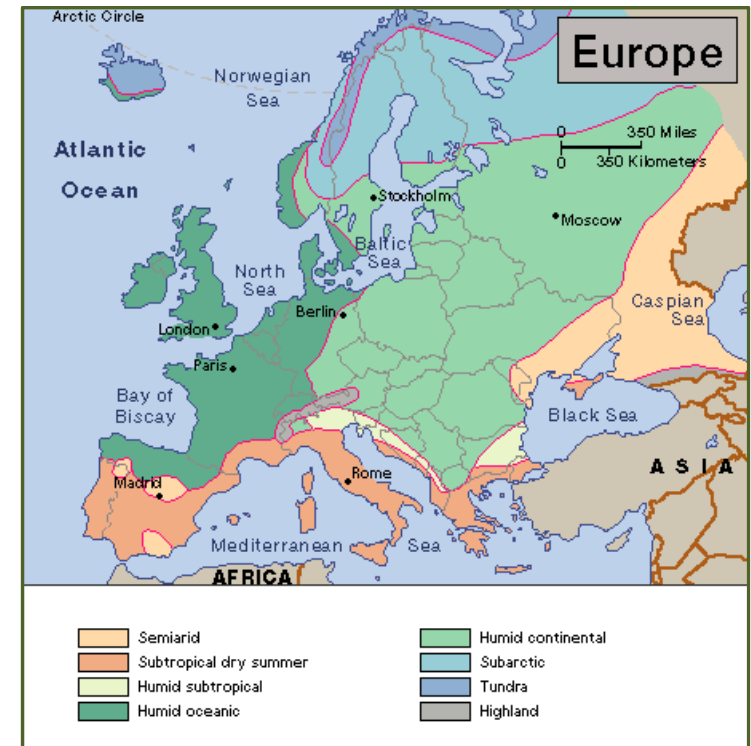 Arctic Circle
Europe
Norwegian
Sea
0 350 Miles
0 350 Kilometers
Atlantic
Ocean
Stockholm
Moscow
Baltic
Sea
North
Sea
Caspian
Sea
Berlin
London
Paris
Bay of
Biscay
Black Sea
ASIA
Madrid
Rome
Mediterranean Sea
AFRICA
Semiarid
Subtropical dry summer
Humid subtropical
Humid oceanic
Humid continental
Subarctic
Tundra
Highland